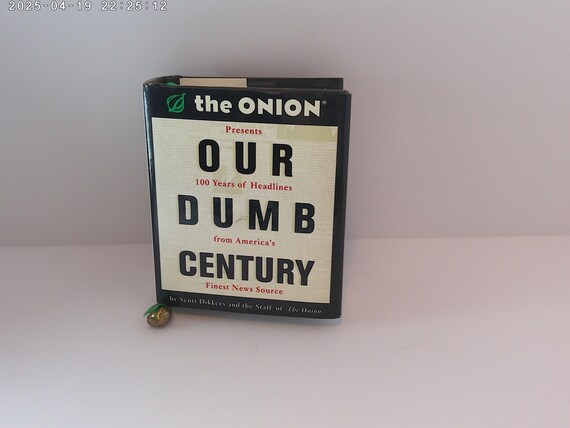 2025-04-19 22:25:12
the ONION®
Presents
OUR
100 Years of Headlines
DUMB
from America's
CENTURY
Finest News Source
by Scott Dikkers and the Staff of The Onion